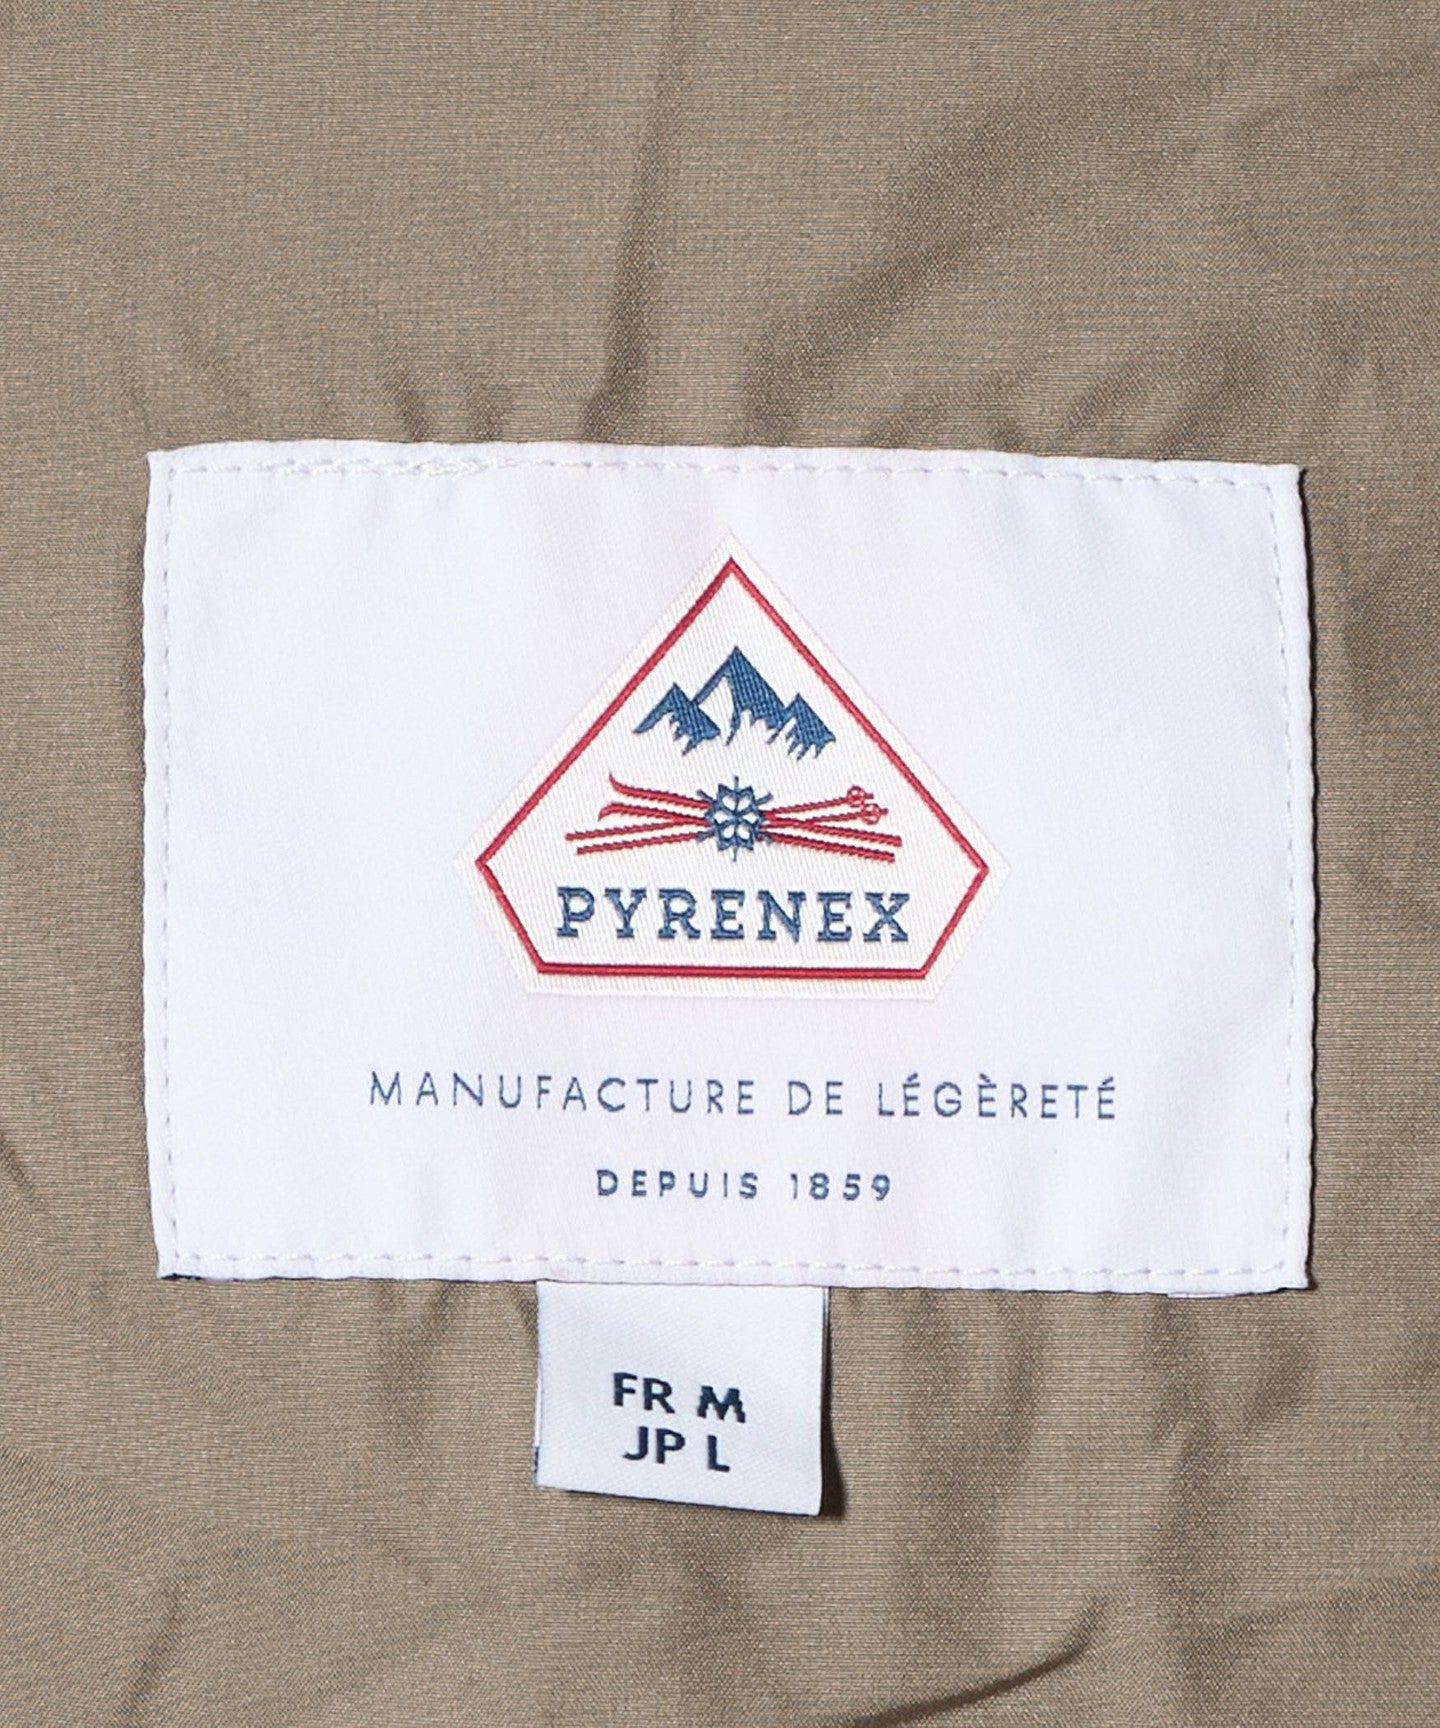 PYRENEX
MANUFACTURE DE LÉGÈRETÉ
DEPUIS 1859
FR M
JP L